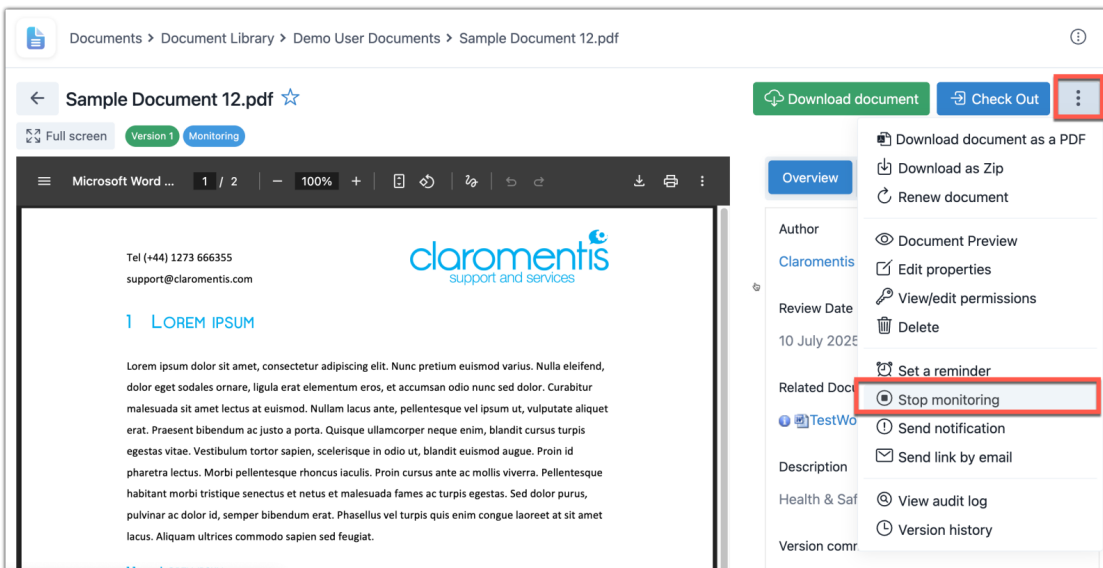 Documents > Document Library > Demo User Documents > Sample Document 12.pdf
Sample Document 12.pdf
Download document
Check Out
Full screen
Version 1
Monitoring
Microsoft Word ...
1 / 2
100%
Tel (+44) 1273 666355
support@claromentis.com
claromentis
support and services
1 LOREM IPSUM
Lorem ipsum dolor sit amet, consectetur adipiscing elit. Nunc pretium euismod varius. Nulla eleifend,
dolor eget sodales ornare, ligula erat elementum eros, et accumsan odio nunc sed dolor. Curabitur
malesuada sit amet lectus at euismod. Nullam lacus ante, pellentesque vel ipsum ut, vulputate aliquet
erat. Praesent bibendum ac justo a porta. Quisque ullamcorper neque enim, blandit cursus turpis
egestas vitae. Vestibulum tortor sapien, scelerisque in odio ut, blandit euismod augue. Proin id
pharetra lectus. Morbi pellentesque rhoncus iaculis. Proin cursus ante ac mollis viverra. Pellentesque
habitant morbi tristique senectus et netus et malesuada fames ac turpis egestas. Sed dolor purus,
pulvinar ac dolor id, semper bibendum erat. Phasellus vel turpis quis enim congue laoreet at sit amet
lacus. Aliquam ultrices commodo sapien sed feugiat.
Overview
Author
Claromentis
Review Date
10 July 2025
Related Docu
TestWo
Description
Health & Saf
Version comr
Download document as a PDF
Download as Zip
Renew document
Document Preview
Edit properties
View/edit permissions
Delete
Set a reminder
Stop monitoring
Send notification
Send link by email
View audit log
Version history